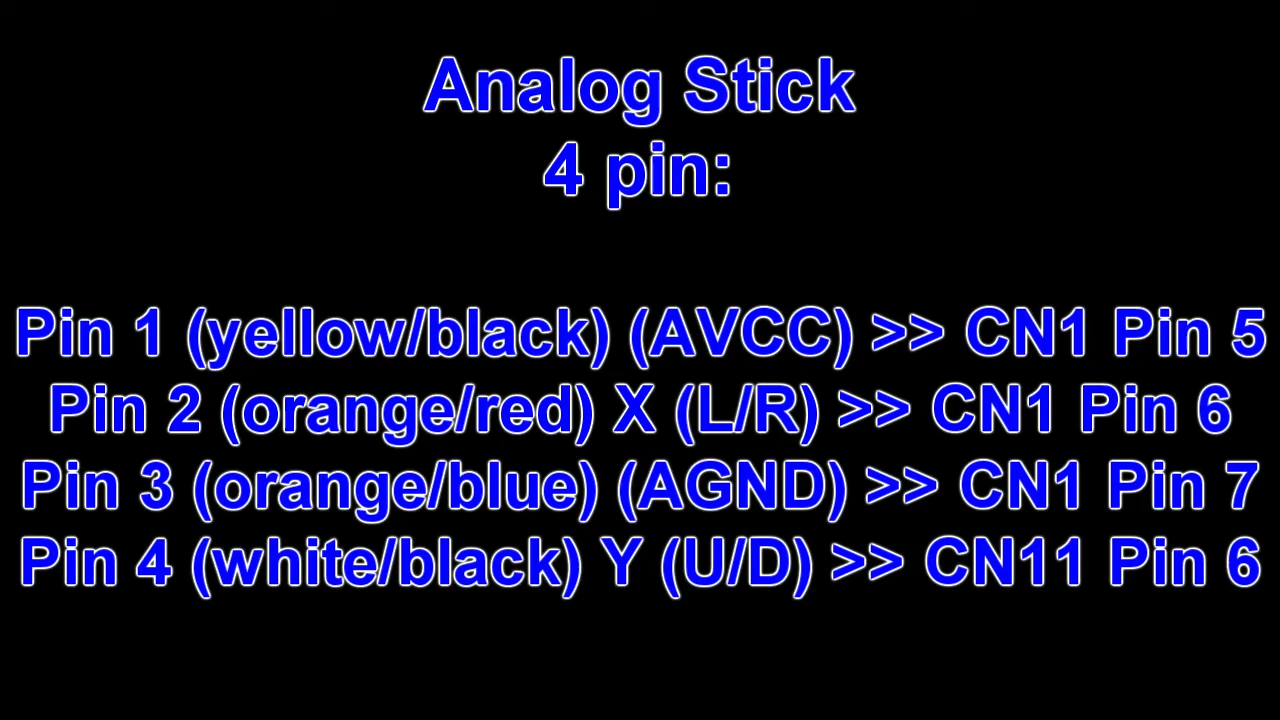 Analog Stick
4 pin:
Pin 1 (yellow/black) (AVCC) >> CN1 Pin 5
Pin 2 (orange/red) X (L/R) >> CN1 Pin 6
Pin 3 (orange/blue) (AGND) >> CN1 Pin 7
Pin 4 (white/black) Y (U/D) >> CN11 Pin 6